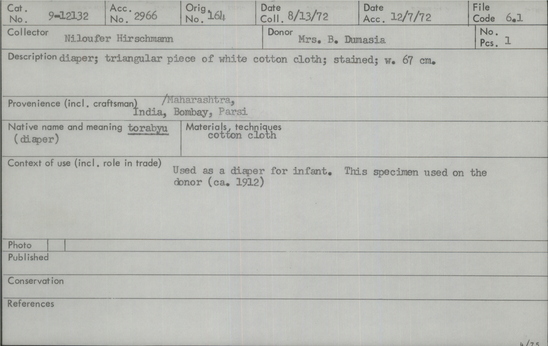 Cat. No. 9-12132 Acc. No. 2966 Orig. No. 164 Date Coll. 8/13/72 Date Acc. 12/7/72 File Code 6.1
Collector Niloufer Hirschmann Donor Mrs. B. Dumasia No. Pcs. 1
Description diaper; triangular piece of white cotton cloth; stained; w. 67 cm.
Provenience (incl. craftsman) /Maharashtra,
India, Bombay, Parsi
Native name and meaning torabyu Materials, techniques
(diaper) cotton cloth
Context of use (incl. role in trade) Used as a diaper for infant. This specimen used on the
donor (ca. 1912)
Photo
Published
Conservation
References